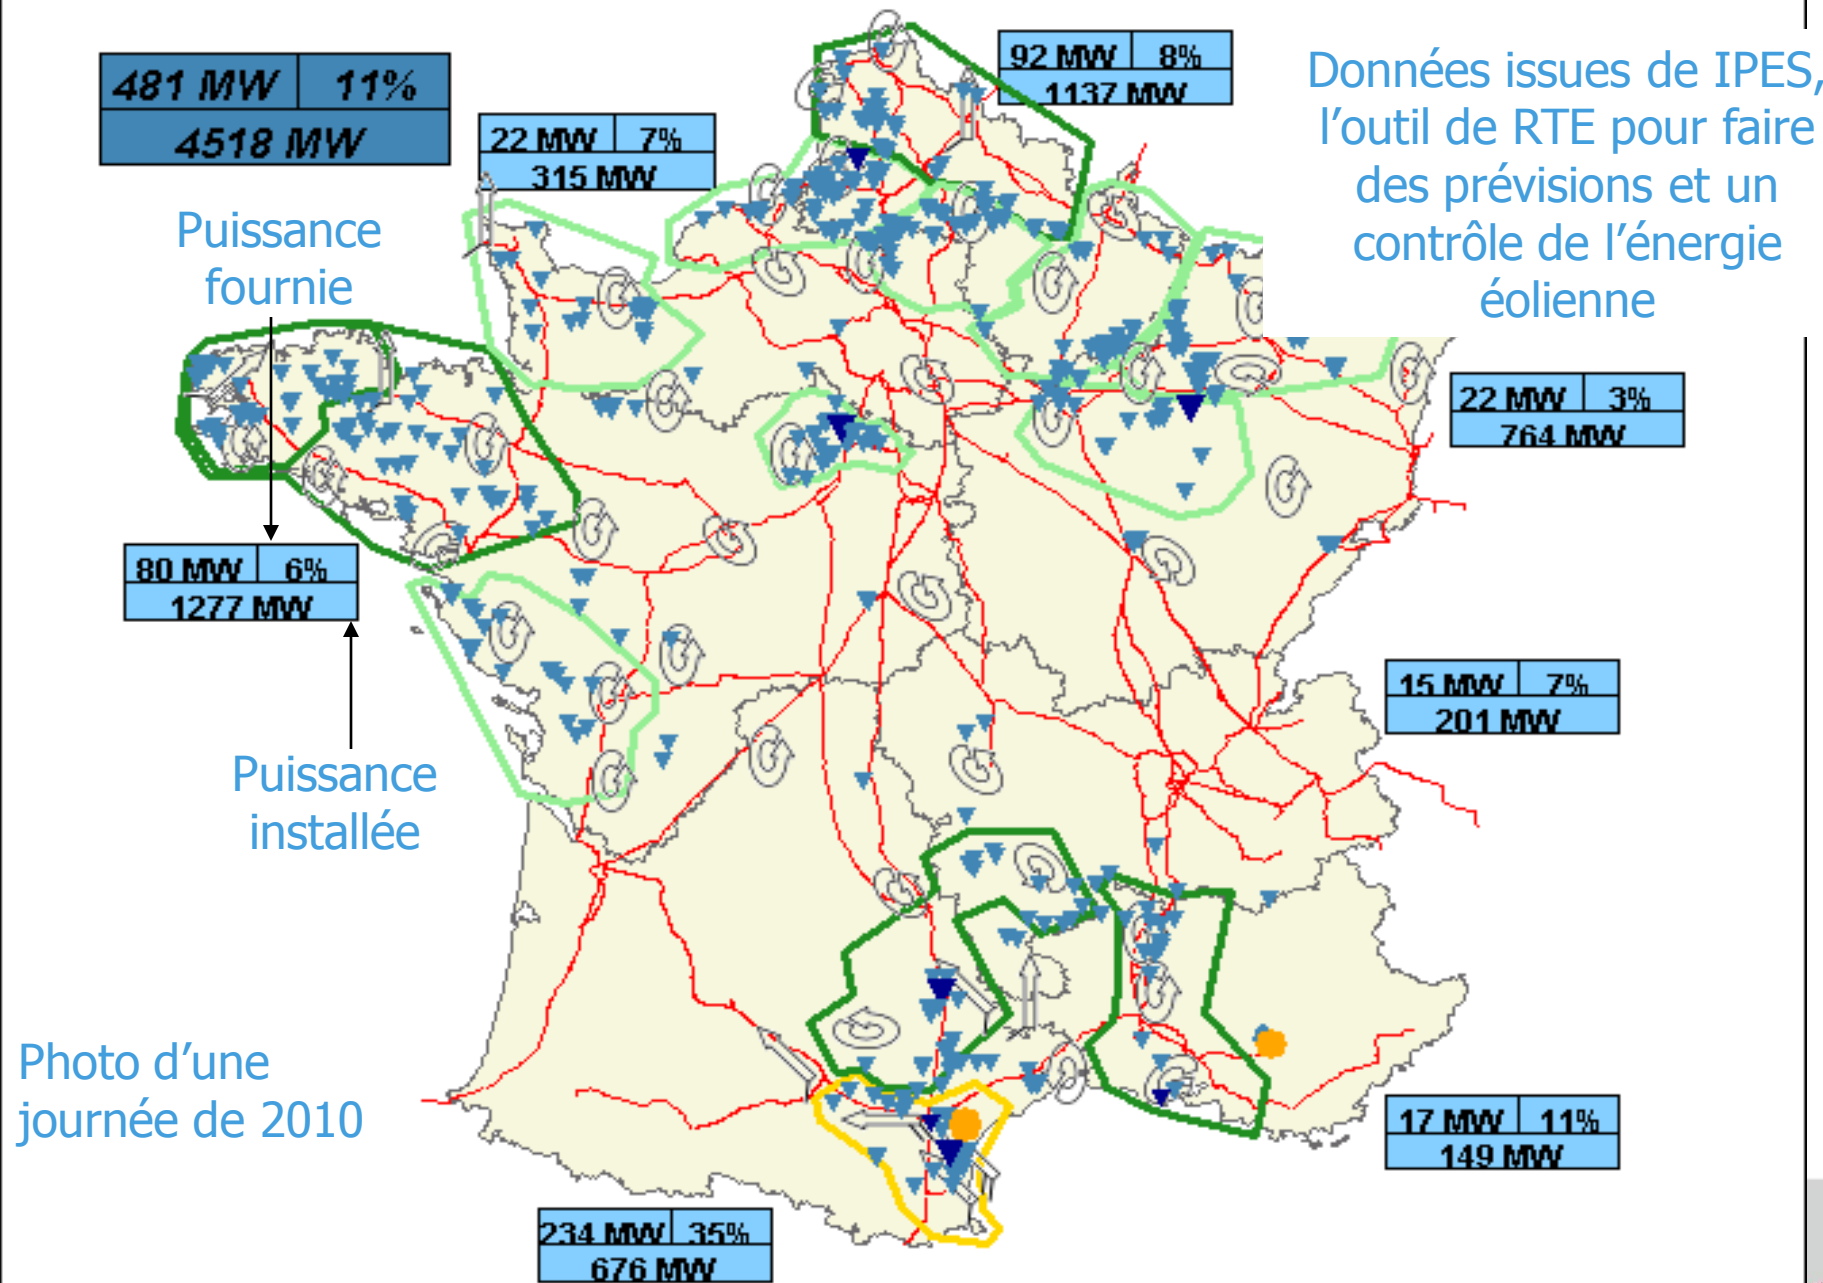 481 MW 11%
4518 MW
22 MW 7%
315 MW
92 MW 8%
1137 MW
Données issues de IPES,
l’outil de RTE pour faire
des prévisions et un
contrôle de l’énergie
éolienne
Puissance
fournie
22 MW 3%
764 MW
80 MW 6%
1277 MW
Puissance
installée
15 MW 7%
201 MW
Photo d’une
journée de 2010
17 MW 11%
149 MW
234 MW 35%
676 MW